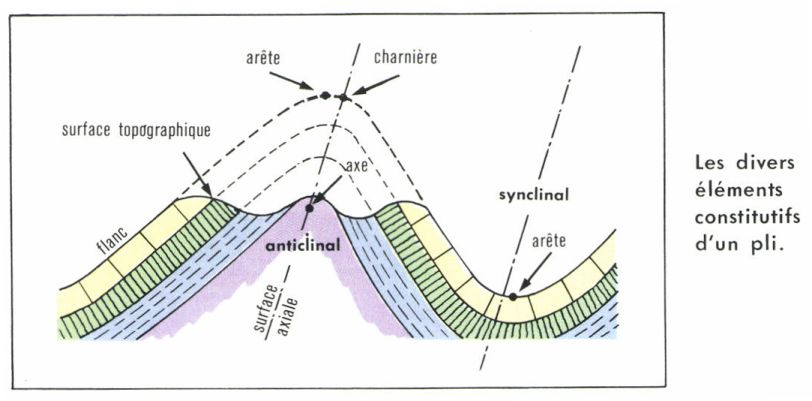 arête
charnière
surface topographique
axe
synclinal
flanc
anticlinal
arête
surface
axiale
Les divers
éléments
constitutifs
d'un pli.